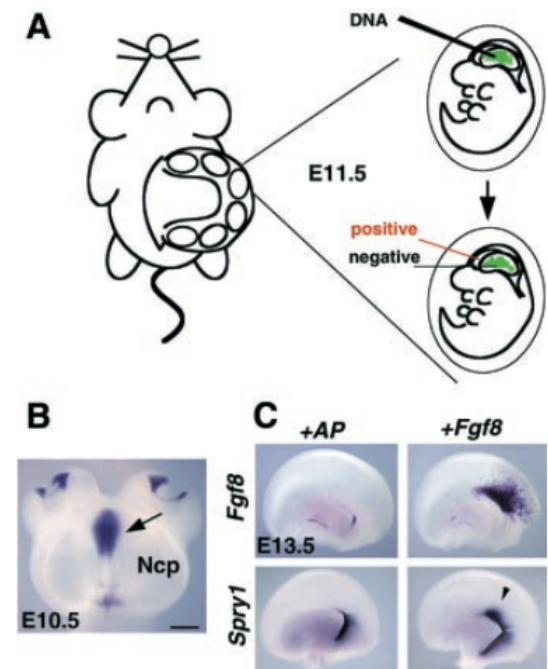 A
DNA
E11.5
positive
negative
B
Ncp
E10.5
C
+AP
+Fgf8
Fgf8
E13.5
Spry1